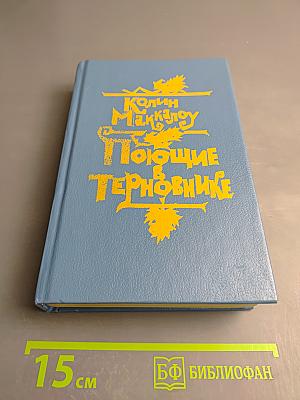 Колин
Маккалоу
Поющие
в
терновнике
15 см
БФ БИБЛИОФАН